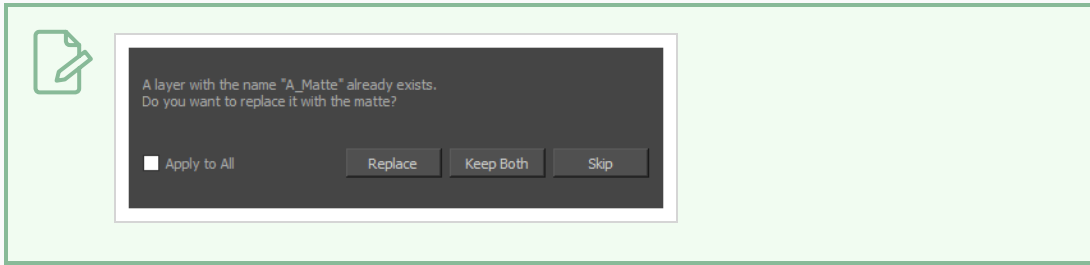 A layer with the name "A_Matte" already exists.
Do you want to replace it with the matte?
Apply to All
Replace
Keep Both
Skip